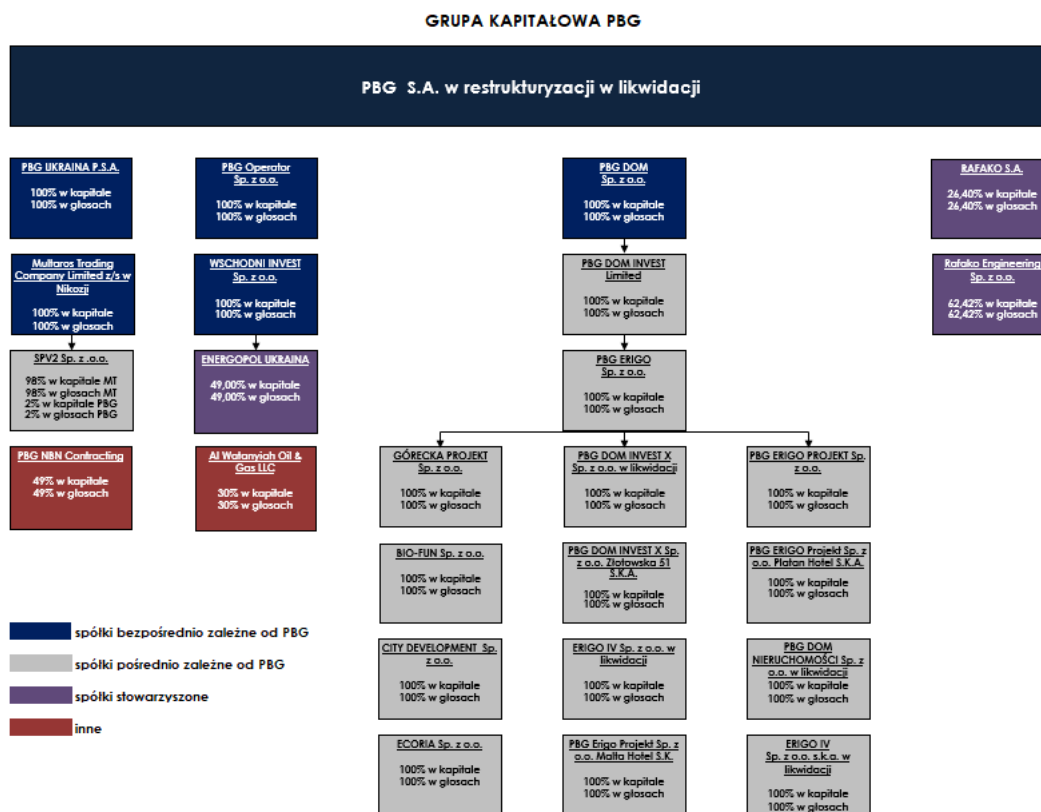 GRUPA KAPITAŁOWA PBG
PBG S.A. w restrukturyzacji w likwidacji
PBG UKRAINA P.S.A.
100% w kapitale
100% w głosach
PBG Operator
Sp. z o.o.
100% w kapitale
100% w głosach
PBG DOM
Sp. z o.o.
100% w kapitale
100% w głosach
RAFAKO S.A.
26,40% w kapitale
26,40% w głosach
Multaros Trading
Company Limited z/s w
Nikozji
100% w kapitale
100% w głosach
WSCHODNI INVEST
Sp. z o.o.
100% w kapitale
100% w głosach
PBG DOM INVEST
Limited
100% w kapitale
100% w głosach
Rafako Engineering
Sp. z o.o.
62,42% w kapitale
62,42% w głosach
SPV2 Sp. z .o.o.
98% w kapitale MT
98% w głosach MT
2% w kapitale PBG
2% w głosach PBG
ENERGOPOL UKRAINA
49,00% w kapitale
49,00% w głosach
PBG ERIGO
Sp. z o.o.
100% w kapitale
100% w głosach
PBG NBN Contracting
49% w kapitale
49% w głosach
Al Watanyiah Oil &
Gas LLC
30% w kapitale
30% w głosach
GÓRECKA PROJEKT
Sp. z o.o.
100% w kapitale
100% w głosach
PBG DOM INVEST X
Sp. z o.o. w likwidacji
100% w kapitale
100% w głosach
PBG ERIGO PROJEKT Sp.
z o.o.
100% w kapitale
100% w głosach
BIO-FUN Sp. z o.o.
100% w kapitale
100% w głosach
PBG DOM INVEST X Sp.
z o.o. Złotowska 51
S.K.A.
100% w kapitale
100% w głosach
PBG ERIGO Projekt Sp. z
o.o. Platan Hotel S.K.A.
100% w kapitale
100% w głosach
spółki bezpośrednio zależne od PBG
spółki pośrednio zależne od PBG
spółki stowarzyszone
inne
CITY DEVELOPMENT Sp.
z o.o.
100% w kapitale
100% w głosach
ERIGO IV Sp. z o.o. w
likwidacji
100% w kapitale
100% w głosach
PBG DOM
NIERUCHOMOŚCI Sp. z
o.o. w likwidacji
100% w kapitale
100% w głosach
ECORIA Sp. z o.o.
100% w kapitale
100% w głosach
PBG Erigo Projekt Sp. z
o.o. Malta Hotel S.K.
100% w kapitale
100% w głosach
ERIGO IV
Sp. z o.o. s.k.a. w
likwidacji
100% w kapitale
100% w głosach